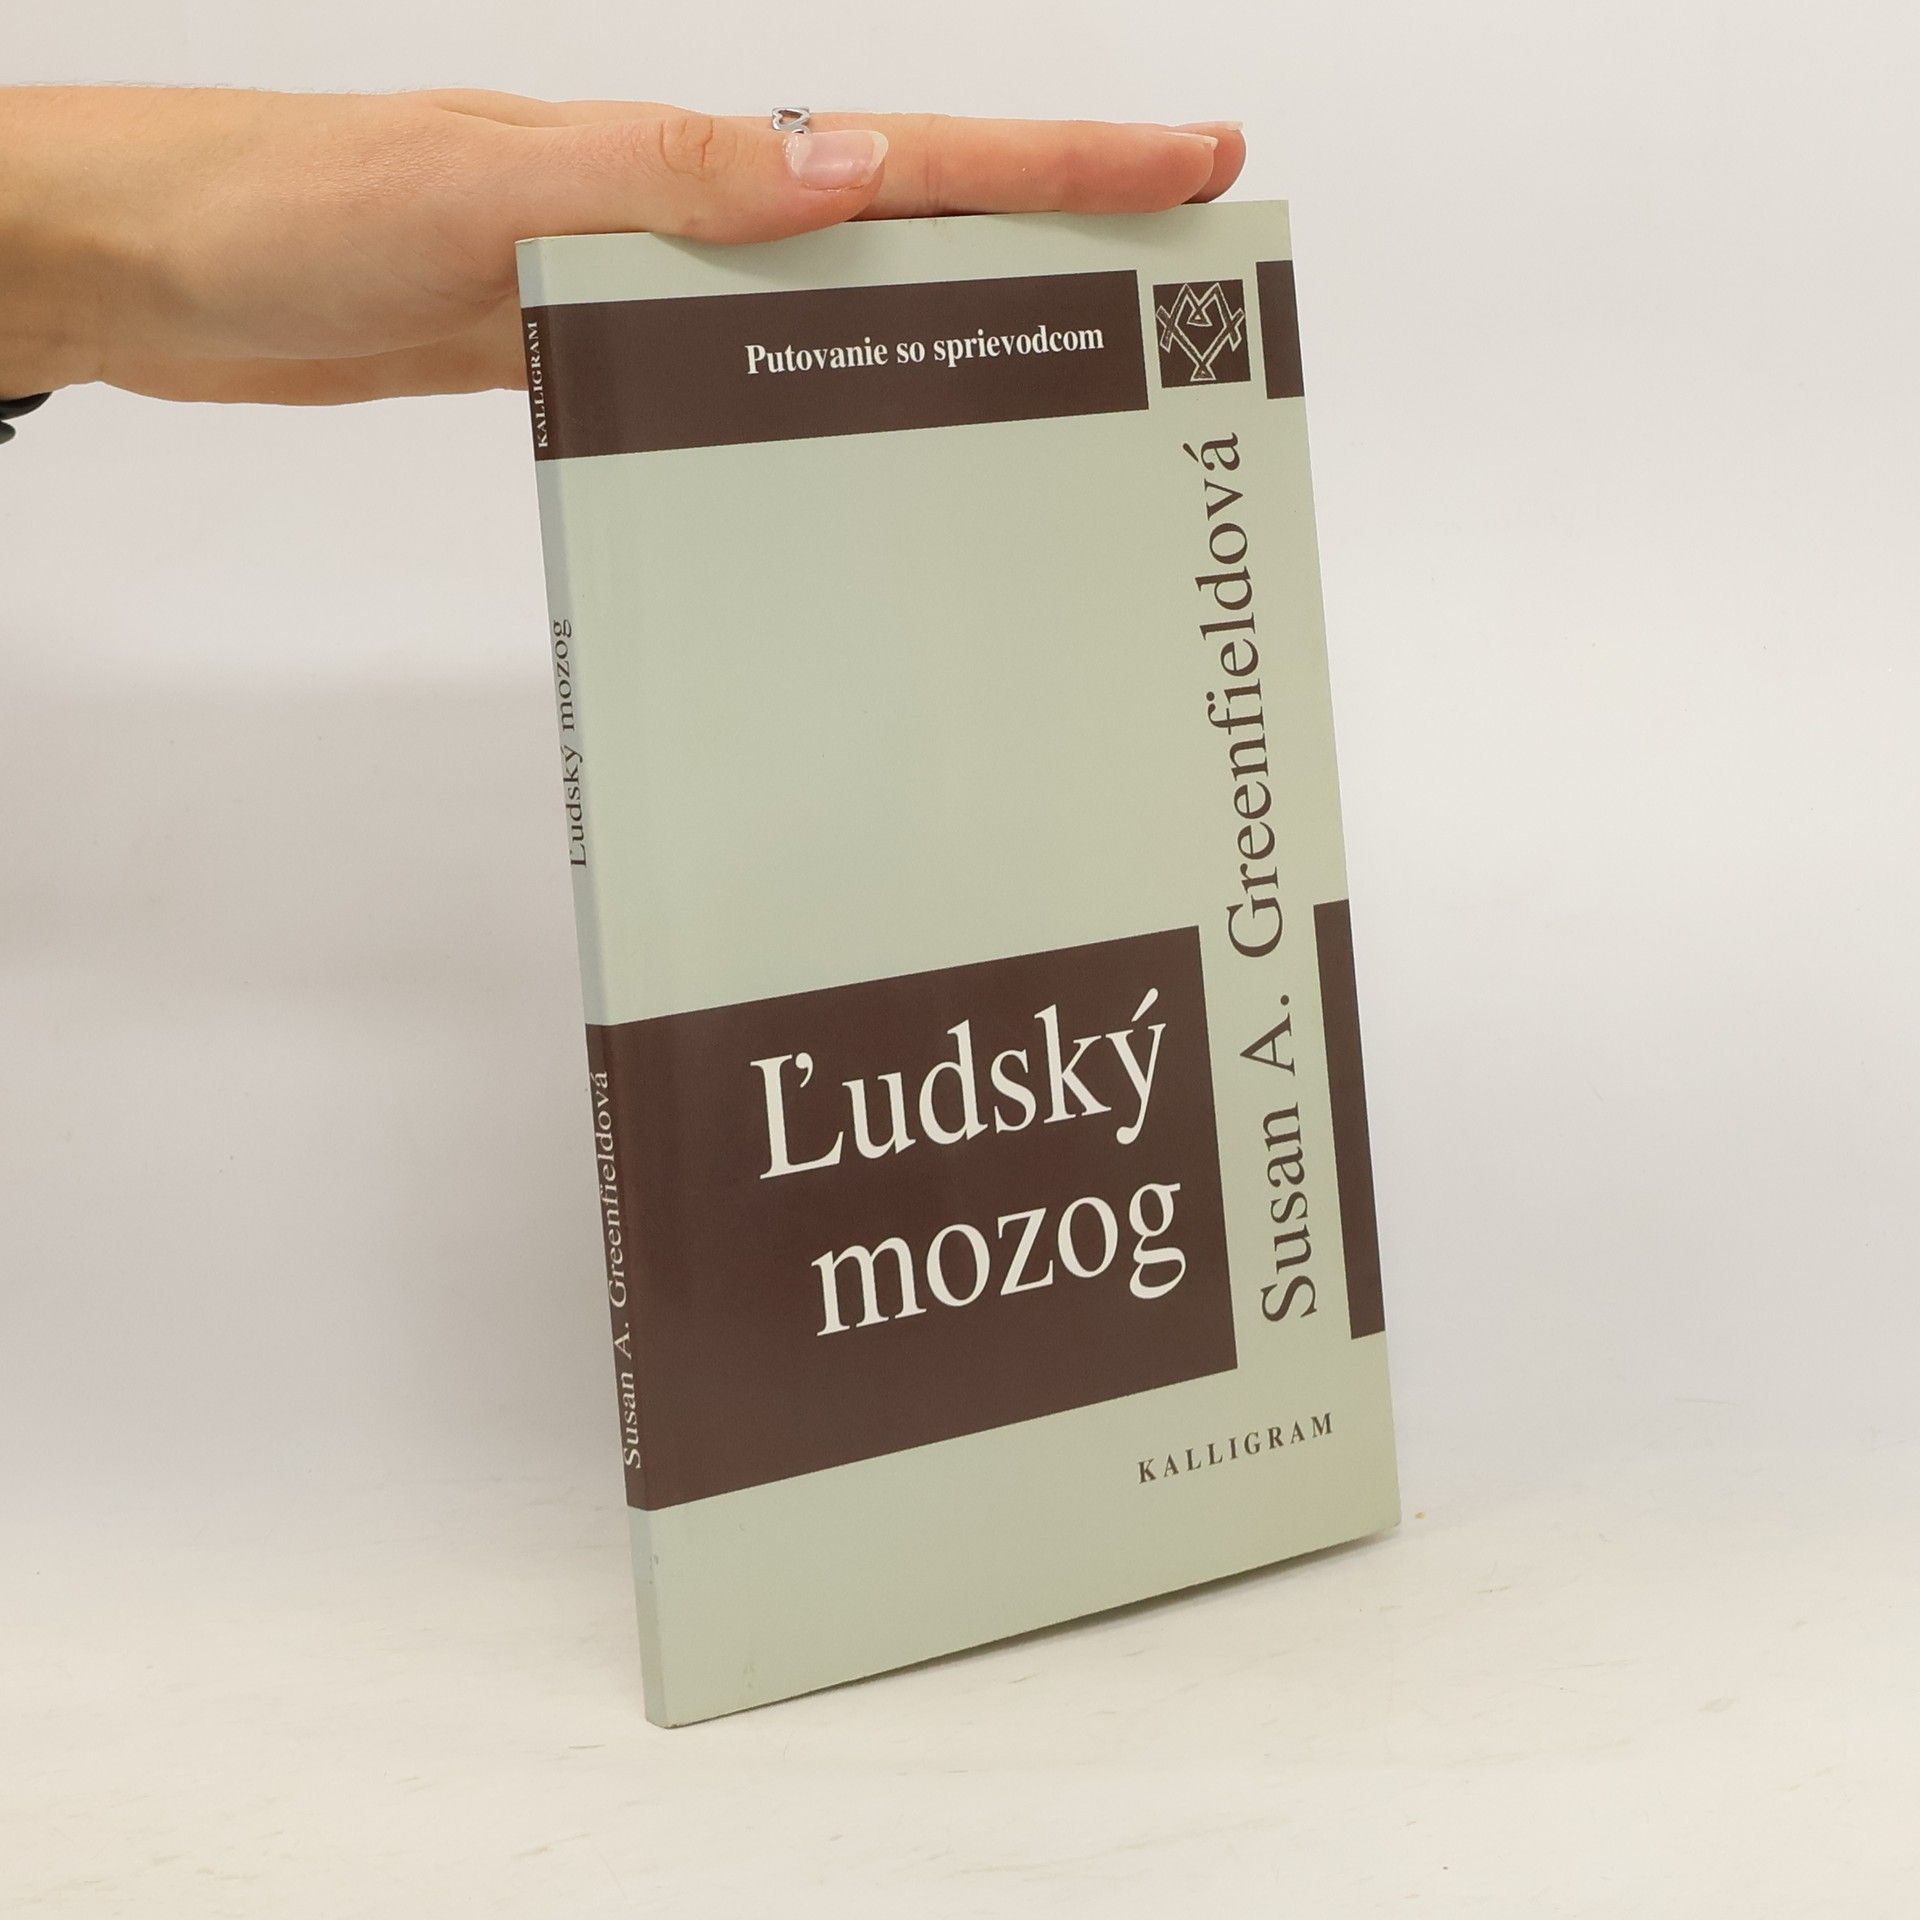 Putovanie so sprievodcom
Susan A. Greenfieldová
Ľudský
mozog
KALLIGRAM
KALLIGRAM
Ľudský mozog
Susan A. Greenfieldová